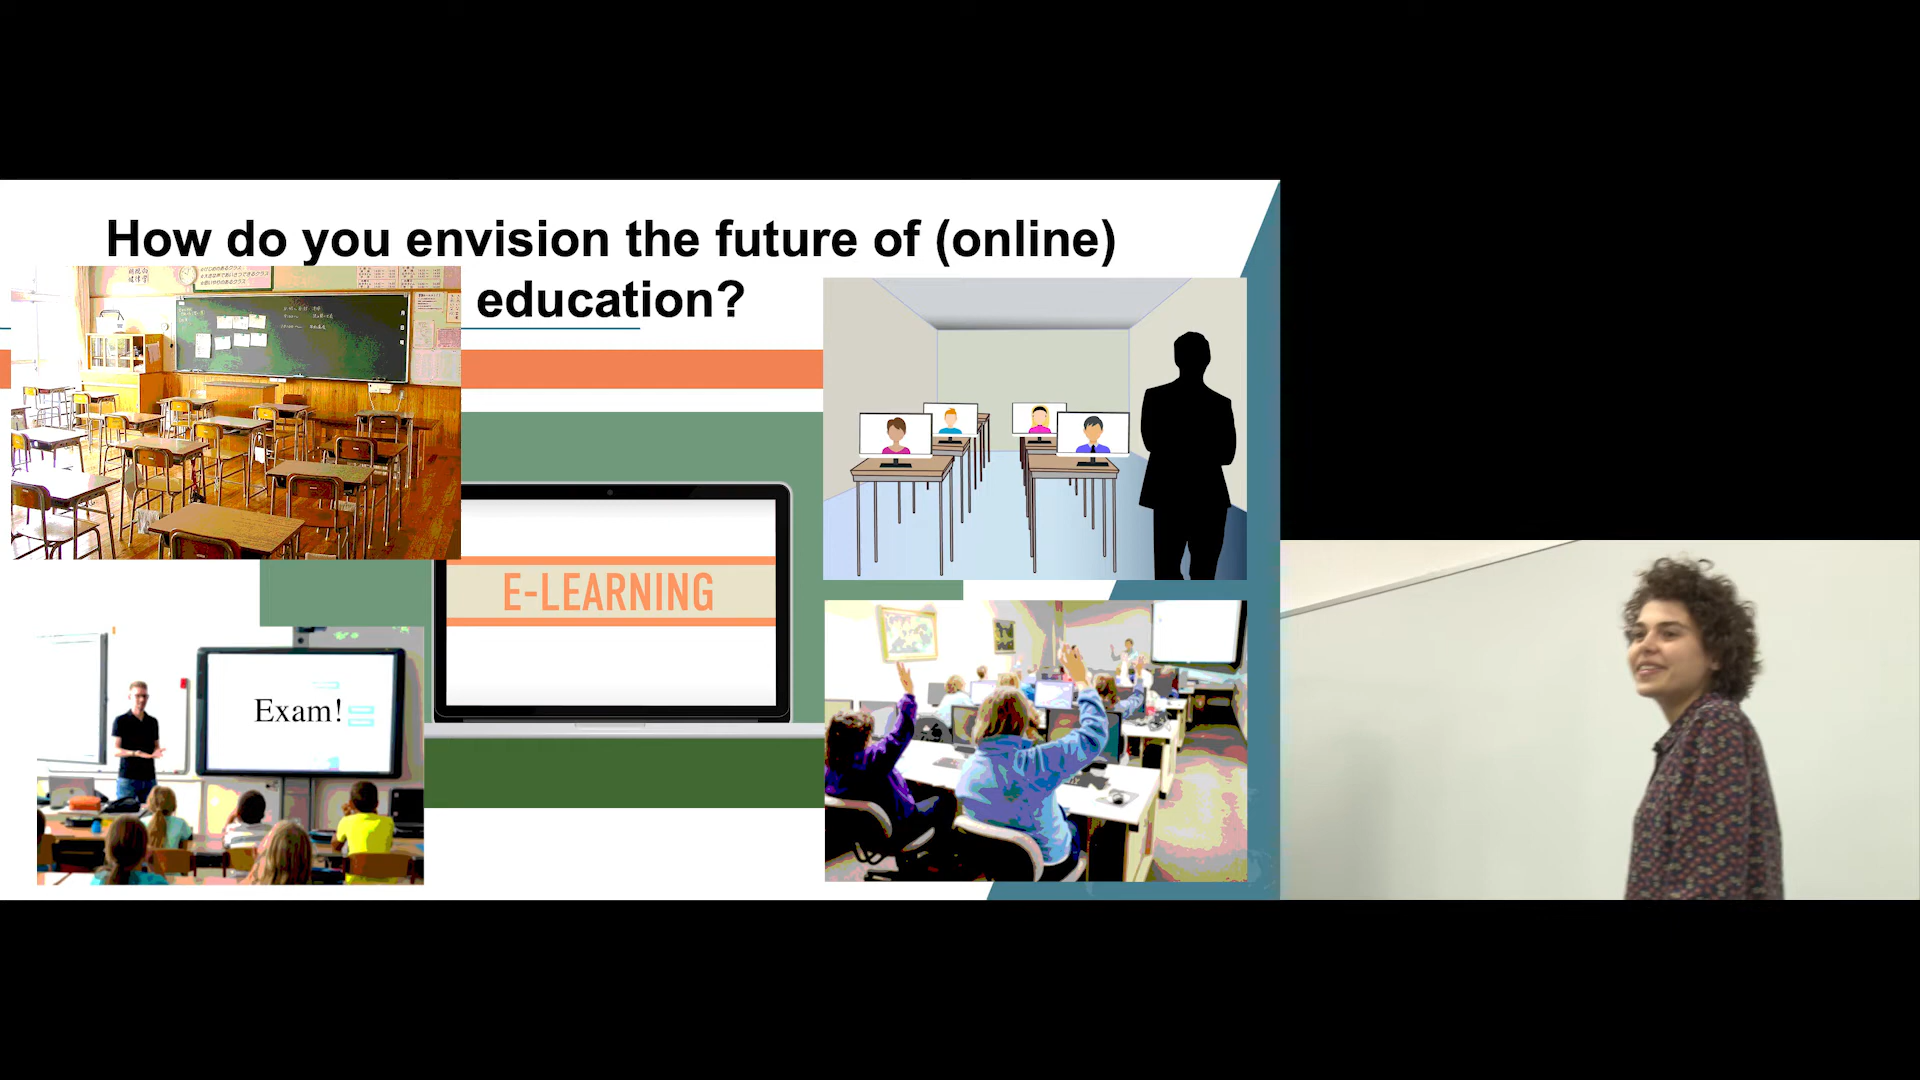 How do you envision the future of (online)
education?
E-LEARNING
Exam!